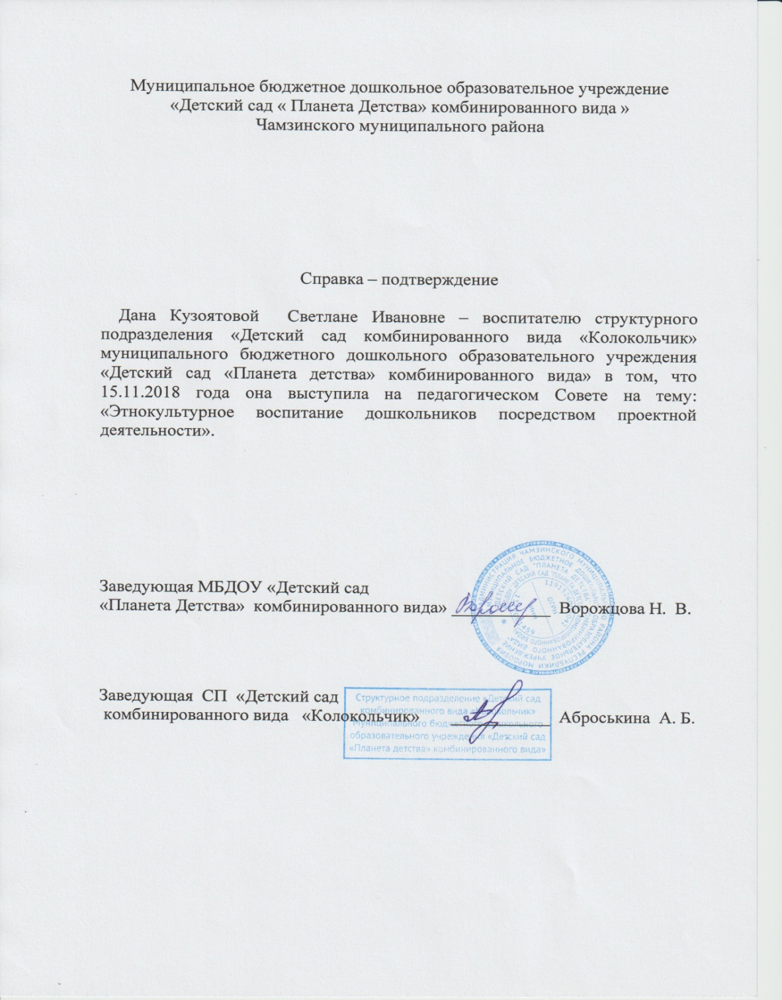 Муниципальное бюджетное дошкольное образовательное учреждение
«Детский сад « Планета Детства» комбинированного вида »
Чамзинского муниципального района
Справка – подтверждение
Дана Кузоятовой Светлане Ивановне – воспитателю структурного
подразделения «Детский сад комбинированного вида «Колокольчик»
муниципального бюджетного дошкольного образовательного учреждения
«Детский сад «Планета детства» комбинированного вида» в том, что
15.11.2018 года она выступила на педагогическом Совете на тему:
«Этнокультурное воспитание дошкольников посредством проектной
деятельности».
Заведующая МБДОУ «Детский сад
«Планета Детства» комбинированного вида» Ворожцова Н. В.
Заведующая СП «Детский сад
комбинированного вида «Колокольчик» Аброськина А. Б.
Структурное подразделение «Детский сад
комбинированного вида «Колокольчик»
Муниципального бюджетного дошкольного
образовательного учреждения «Детский сад
«Планета детства» комбинированного вида»